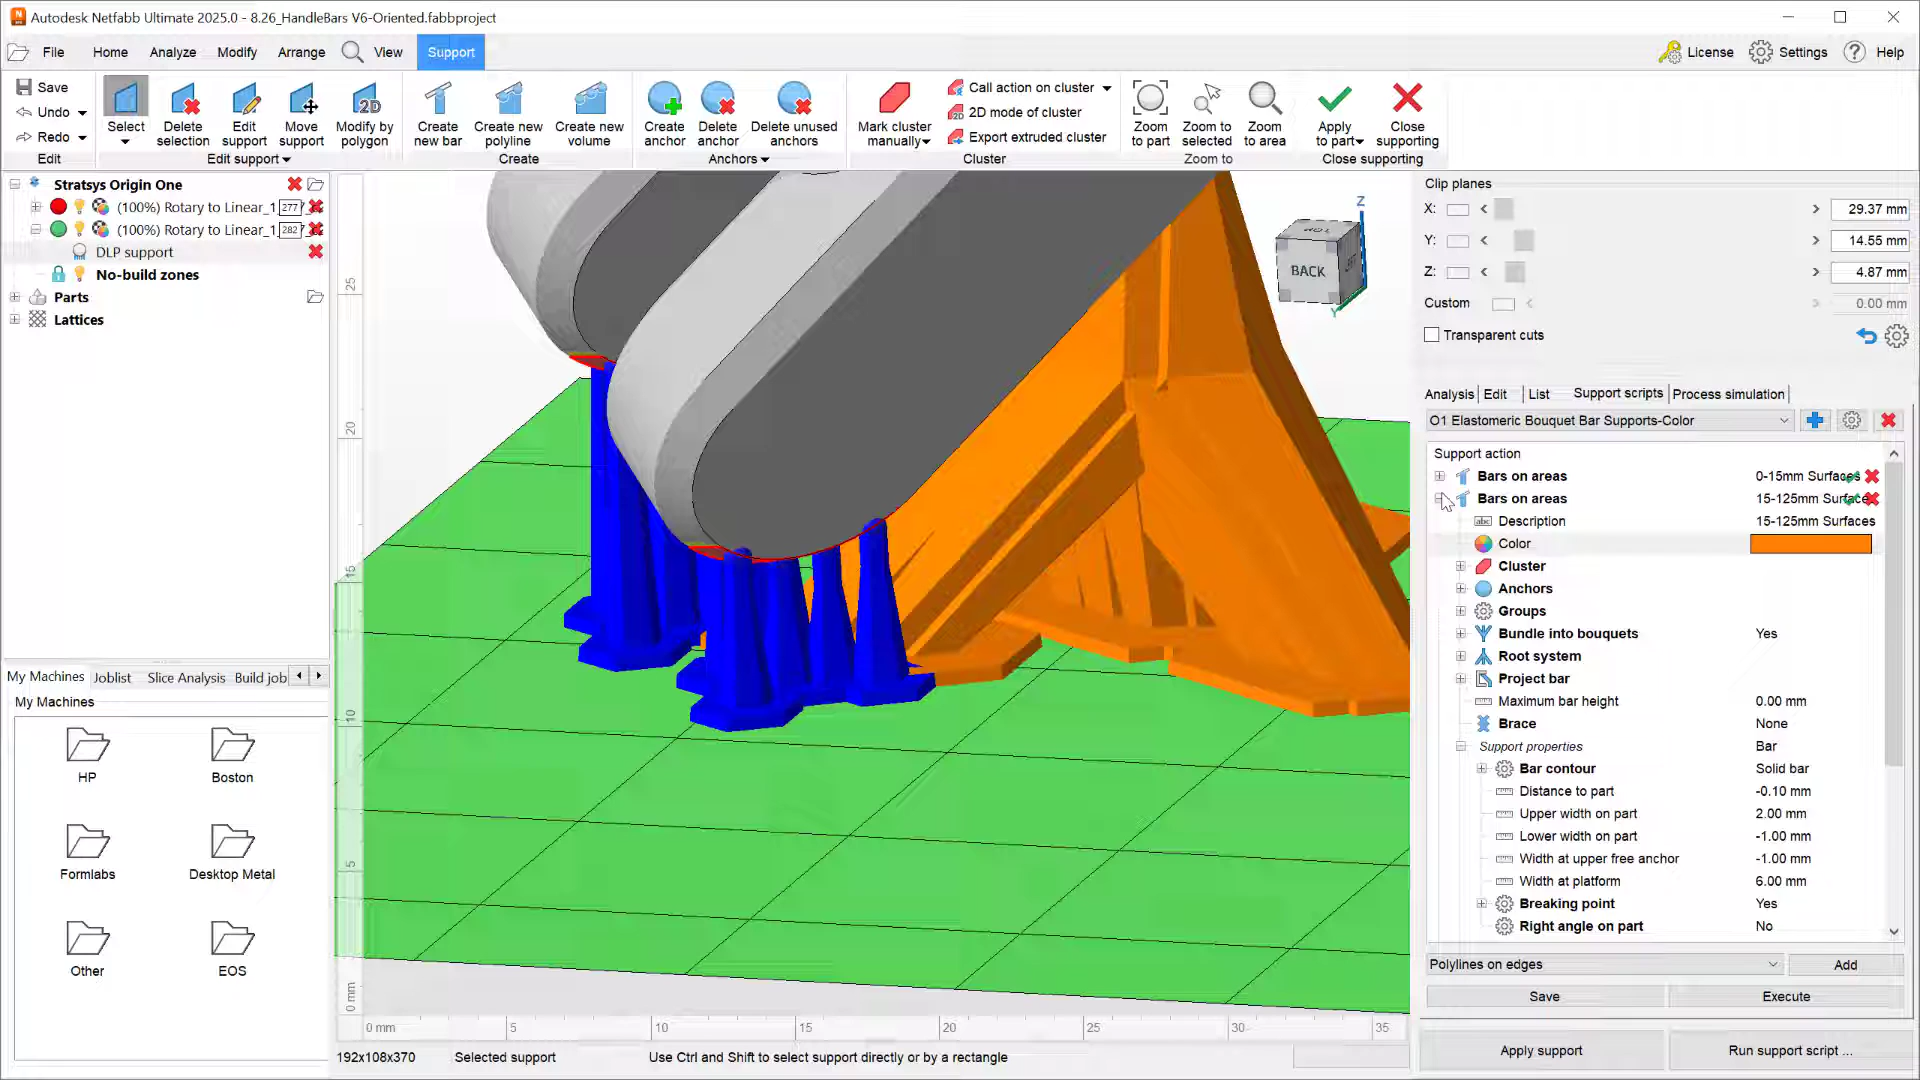 Autodesk Netfabb Ultimate 2025.0 - 8.26_HandleBars V6-Oriented.fabbproject
File Home Analyze Modify Arrange View Support License Settings Help
Save
Undo
Redo
Edit
Select
Delete selection
Edit support
Move support
Modify by polygon
Edit support
Create new bar
Create new polyline
Create new volume
Create
Create anchor
Delete anchor
Delete unused anchors
Anchors
Mark cluster manually
Call action on cluster
2D mode of cluster
Export extruded cluster
Cluster
Zoom to part
Zoom to selected
Zoom to area
Zoom to
Apply to part
Close supporting
Close supporting
Stratsys Origin One
(100%) Rotary to Linear_1 277
(100%) Rotary to Linear_1 282
DLP support
No-build zones
Parts
Lattices
My Machines Joblist Slice Analysis Build job
My Machines
HP Boston
Formlabs Desktop Metal
Other EOS
25
20
15
10
5
0 mm
0 mm 5 10 15 20 25 30 35
BACK
TOP
Z
Y
192x108x370 Selected support Use Ctrl and Shift to select support directly or by a rectangle
Clip planes
X: 29.37 mm
Y: 14.55 mm
Z: 4.87 mm
Custom 0.00 mm
Transparent cuts
Analysis Edit List Support scripts Process simulation
O1 Elastomeric Bouquet Bar Supports-Color
Support action
Bars on areas 0-15mm Surfaces
Bars on areas 15-125mm Surfaces
Description 15-125mm Surfaces
Color
Cluster
Anchors
Groups
Bundle into bouquets Yes
Root system
Project bar
Maximum bar height 0.00 mm
Brace None
Support properties Bar
Bar contour Solid bar
Distance to part -0.10 mm
Upper width on part 2.00 mm
Lower width on part -1.00 mm
Width at upper free anchor -1.00 mm
Width at platform 6.00 mm
Breaking point Yes
Right angle on part No
Polylines on edges Add
Save Execute
Apply support Run support script ...